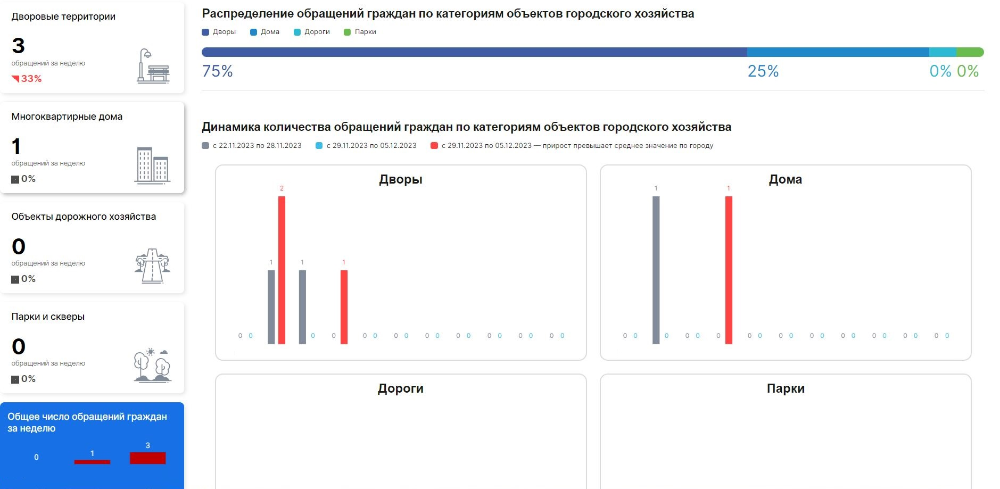 Дворовые территории
3
обращений за неделю
33%
Многоквартирные дома
1
обращений за неделю
0%
Объекты дорожного хозяйства
0
обращений за неделю
0%
Парки и скверы
0
обращений за неделю
0%
Общее число обращений граждан
за неделю
0 1 3
Распределение обращений граждан по категориям объектов городского хозяйства
Дворы Дома Дороги Парки
75% 25% 0% 0%
Динамика количества обращений граждан по категориям объектов городского хозяйства
с 22.11.2023 по 28.11.2023 с 29.11.2023 по 05.12.2023 с 29.11.2023 по 05.12.2023 — прирост превышает среднее значение по городу
Дворы
2
1 1 1
0 0 0 0 0 0 0 0 0 0 0 0 0 0 0 0 0 0
Дома
1 1
0 0 0 0 0 0 0 0 0 0 0 0 0 0 0 0 0 0 0 0
Дороги
Парки